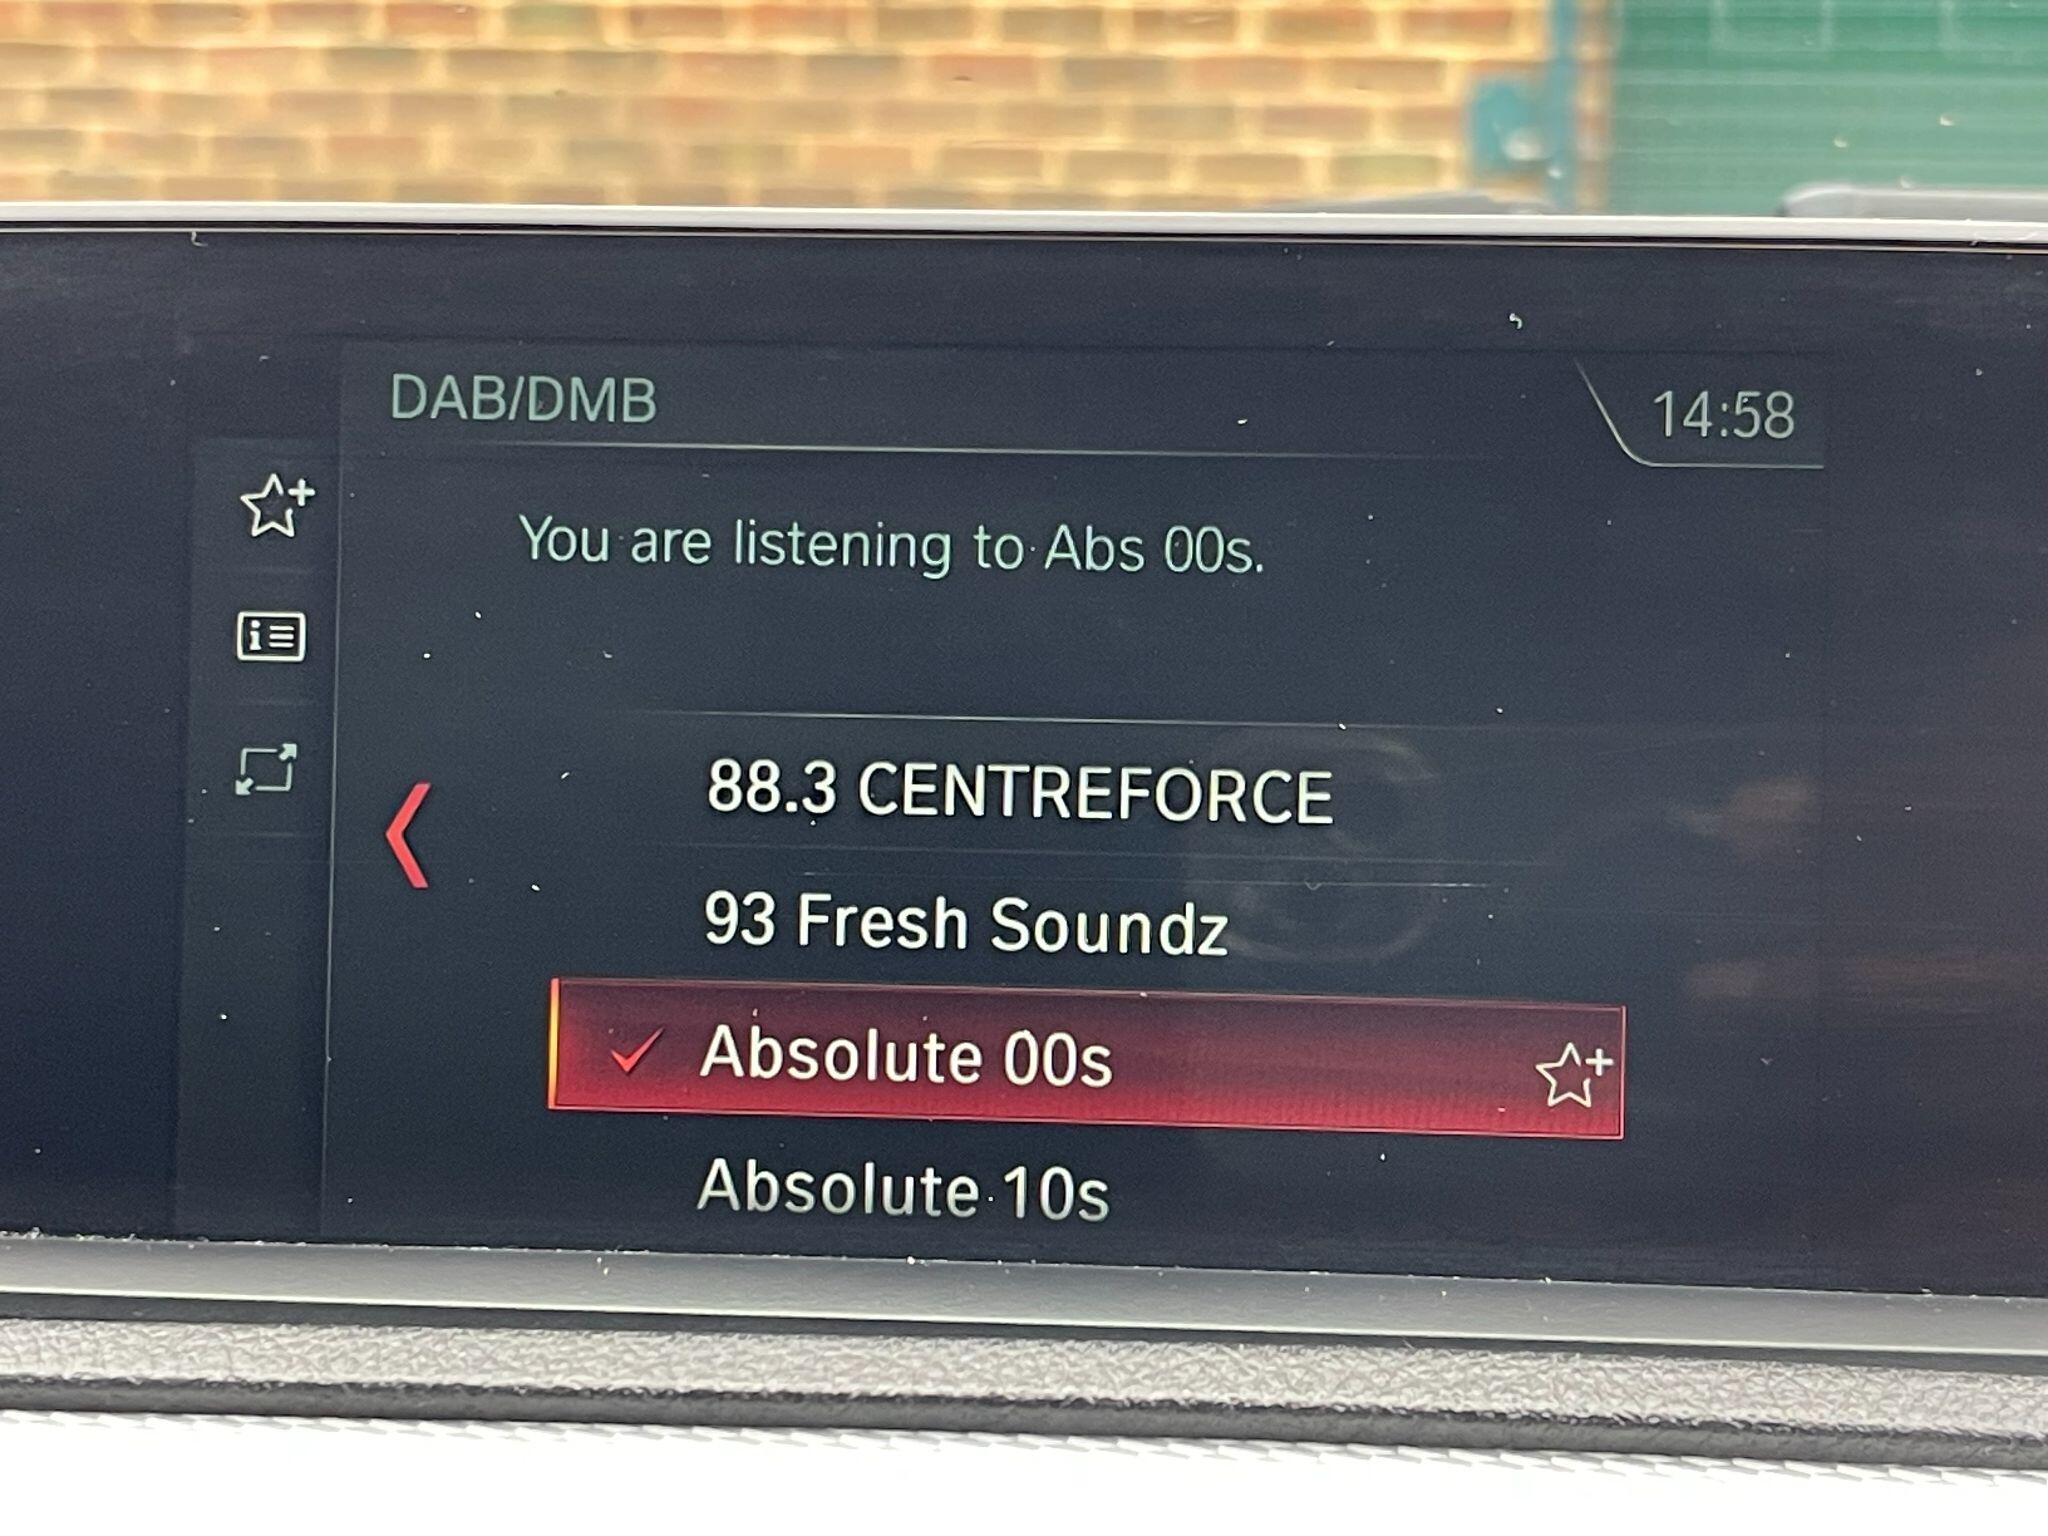 DAB/DMB
14:58
You are listening to Abs 00s.
88.3 CENTREFORCE
93 Fresh Soundz
Absolute 00s
Absolute 10s